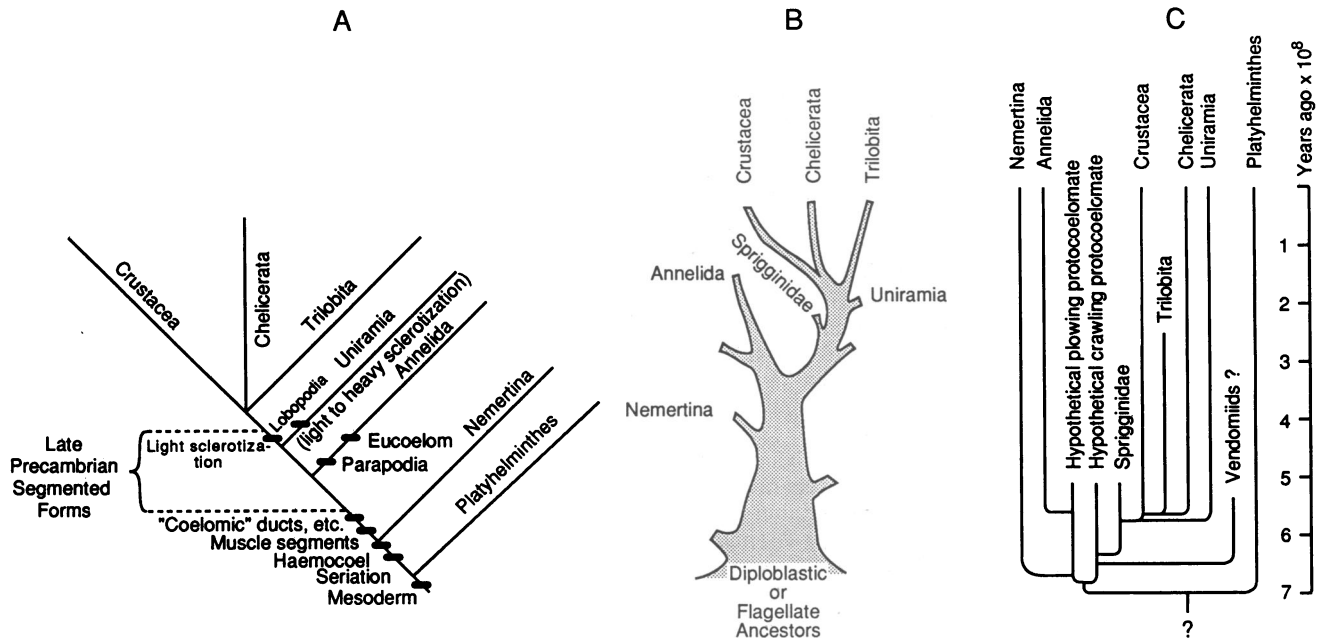 A
Crustacea
Chelicerata
Trilobita
Lobopodia
Uniramia
(light to heavy sclerotization)
Annelida
Nemertina
Platyhelminthes
Eucoelom
Parapodia
Late
Precambrian
Segmented
Forms
Light sclerotiza-
tion
"Coelomic" ducts, etc.
Muscle segments
Haemocoel
Seriation
Mesoderm
B
Crustacea
Chelicerata
Trilobita
Sprigginidae
Annelida
Uniramia
Nemertina
Diploblastic
or
Flagellate
Ancestors
C
Nemertina
Annelida
Hypothetical plowing protocoelomate
Hypothetical crawling protocoelomate
Sprigginidae
Crustacea
Trilobita
Chelicerata
Uniramia
Vendomiids ?
Platyhelminthes
Years ago x 10⁸
1
2
3
4
5
6
7
?